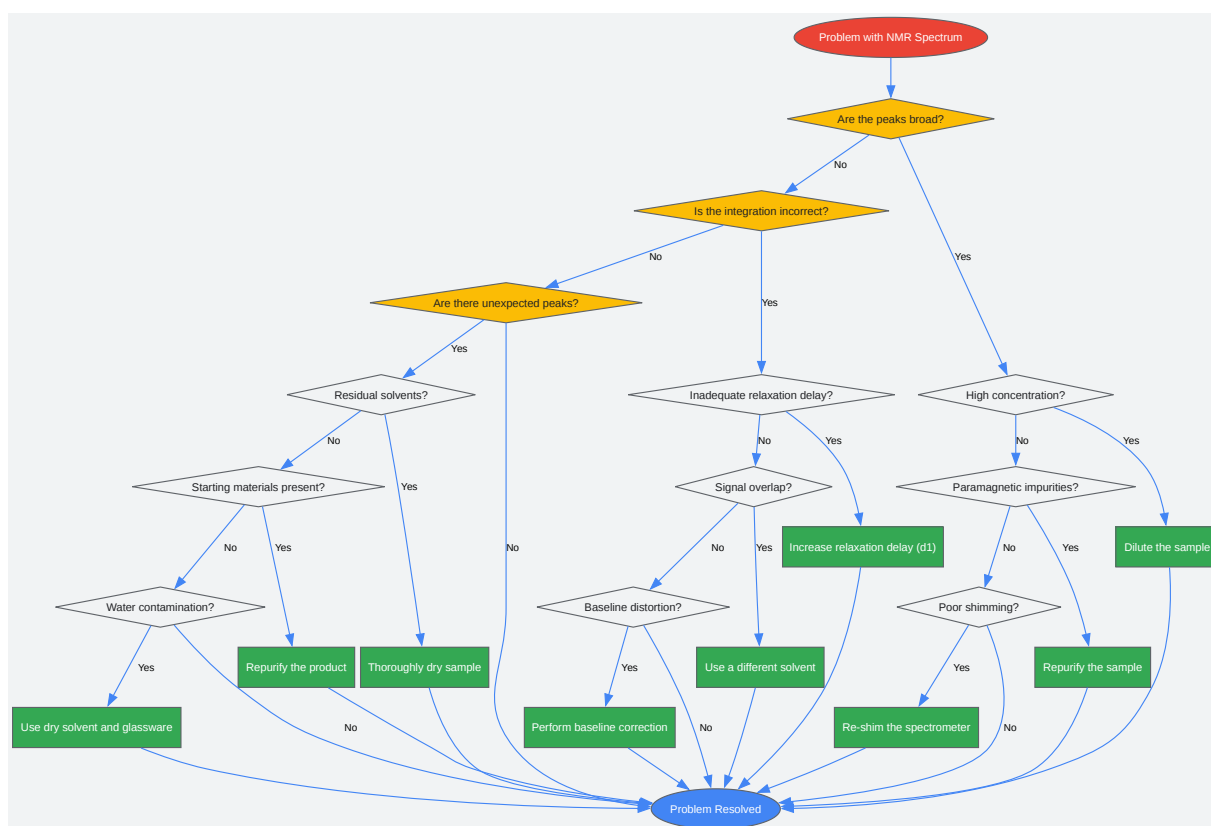 Problem with NMR Spectrum
Are the peaks broad?
No
Is the integration incorrect?
No
Yes
Are there unexpected peaks?
Yes
Yes
Residual solvents?
Inadequate relaxation delay?
High concentration?
No
No
Yes
No
Yes
Starting materials present?
Yes
Signal overlap?
Paramagnetic impurities?
No
Yes
No
No
Yes
Increase relaxation delay (d1)
No
Yes
Dilute the sample
Water contamination?
Baseline distortion?
Poor shimming?
Yes
Repurify the product
Thoroughly dry sample
Yes
Use a different solvent
Yes
Repurify the sample
Use dry solvent and glassware
No
Perform baseline correction
No
Re-shim the spectrometer
No
Problem Resolved